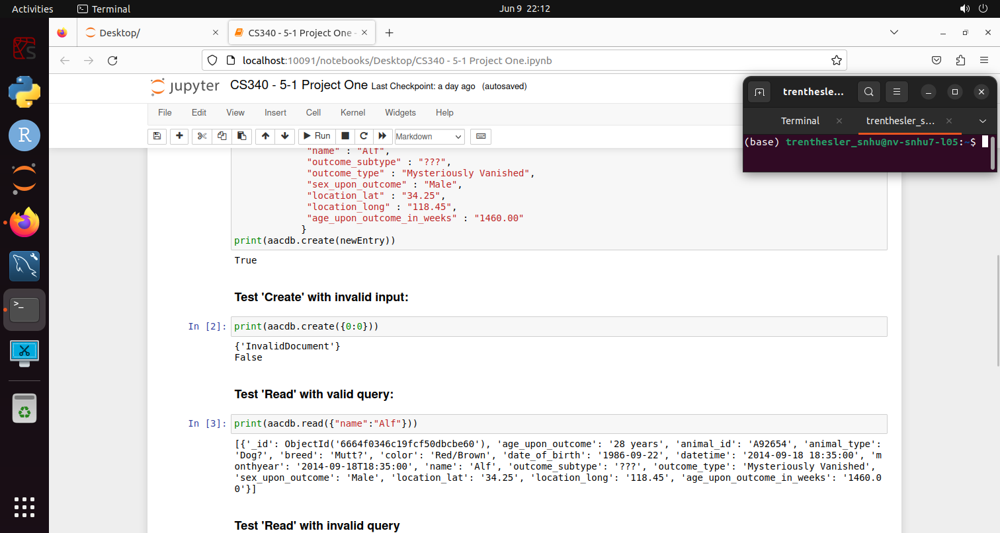 Activities
Terminal
Jun 9 22:12
Desktop/
CS340 - 5-1 Project One -
localhost:10091/notebooks/Desktop/CS340 - 5-1 Project One.ipynb
jupyter CS340 - 5-1 Project One Last Checkpoint: a day ago (autosaved)
trenthesle...
Terminal
trenthesler_s...
(base) trenthesler_snhu@nv-snhu7-l05:~$
File Edit View Insert Cell Kernel Widgets Help
Run
Markdown
"name" : "Alf",
"outcome_subtype" : "???",
"outcome_type" : "Mysteriously Vanished",
"sex_upon_outcome" : "Male",
"location_lat" : "34.25",
"location_long" : "118.45",
"age_upon_outcome_in_weeks" : "1460.00"
}
print(aacdb.create(newEntry))
True
Test 'Create' with invalid input:
In [2]: print(aacdb.create({0:0}))
{'InvalidDocument'}
False
Test 'Read' with valid query:
In [3]: print(aacdb.read({"name":"Alf"}))
[{'_id': ObjectId('6664f0346c19fcf50dbcbe60'), 'age_upon_outcome': '28 years', 'animal_id': 'A92654', 'animal_type':
'Dog?', 'breed': 'Mutt?', 'color': 'Red/Brown', 'date_of_birth': '1986-09-22', 'datetime': '2014-09-18 18:35:00', 'm
onthyear': '2014-09-18T18:35:00', 'name': 'Alf', 'outcome_subtype': '???', 'outcome_type': 'Mysteriously Vanished',
'sex_upon_outcome': 'Male', 'location_lat': '34.25', 'location_long': '118.45', 'age_upon_outcome_in_weeks': '1460.0
0'}]
Test 'Read' with invalid query